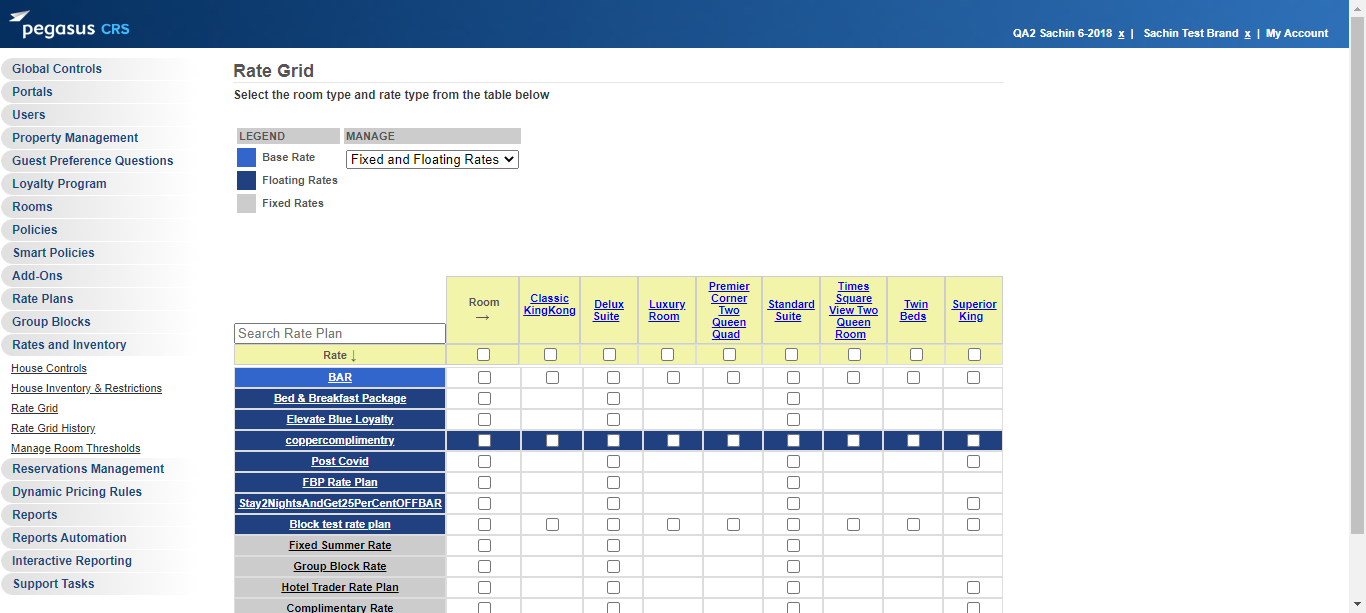 pegasus CRS
QA2 Sachin 6-2018 x | Sachin Test Brand x | My Account
Global Controls
Portals
Users
Property Management
Guest Preference Questions
Loyalty Program
Rooms
Policies
Smart Policies
Add-Ons
Rate Plans
Group Blocks
Rates and Inventory
House Controls
House Inventory & Restrictions
Rate Grid
Rate Grid History
Manage Room Thresholds
Reservations Management
Dynamic Pricing Rules
Reports
Reports Automation
Interactive Reporting
Support Tasks
Rate Grid
Select the room type and rate type from the table below
LEGEND
Base Rate
Floating Rates
Fixed Rates
MANAGE
Fixed and Floating Rates
Search Rate Plan
Room
→
Classic
KingKong
Delux
Suite
Luxury
Room
Premier
Corner
Two
Queen
Quad
Standard
Suite
Times
Square
View Two
Queen
Room
Twin
Beds
Superior
King
Rate ↓
BAR
Bed & Breakfast Package
Elevate Blue Loyalty
coppercomplimentry
Post Covid
FBP Rate Plan
Stay2NightsAndGet25PerCentOFFBAR
Block test rate plan
Fixed Summer Rate
Group Block Rate
Hotel Trader Rate Plan
Complimentary Rate